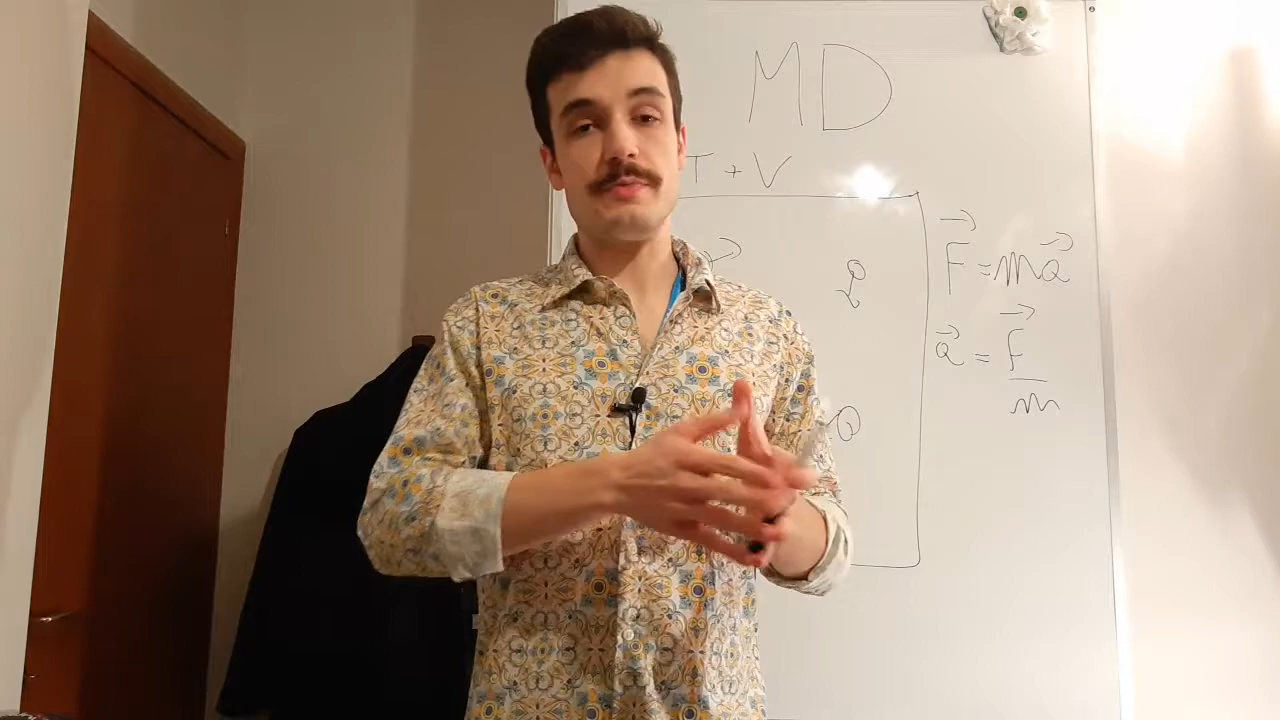 MD
T + V
F = ma
a = F
m